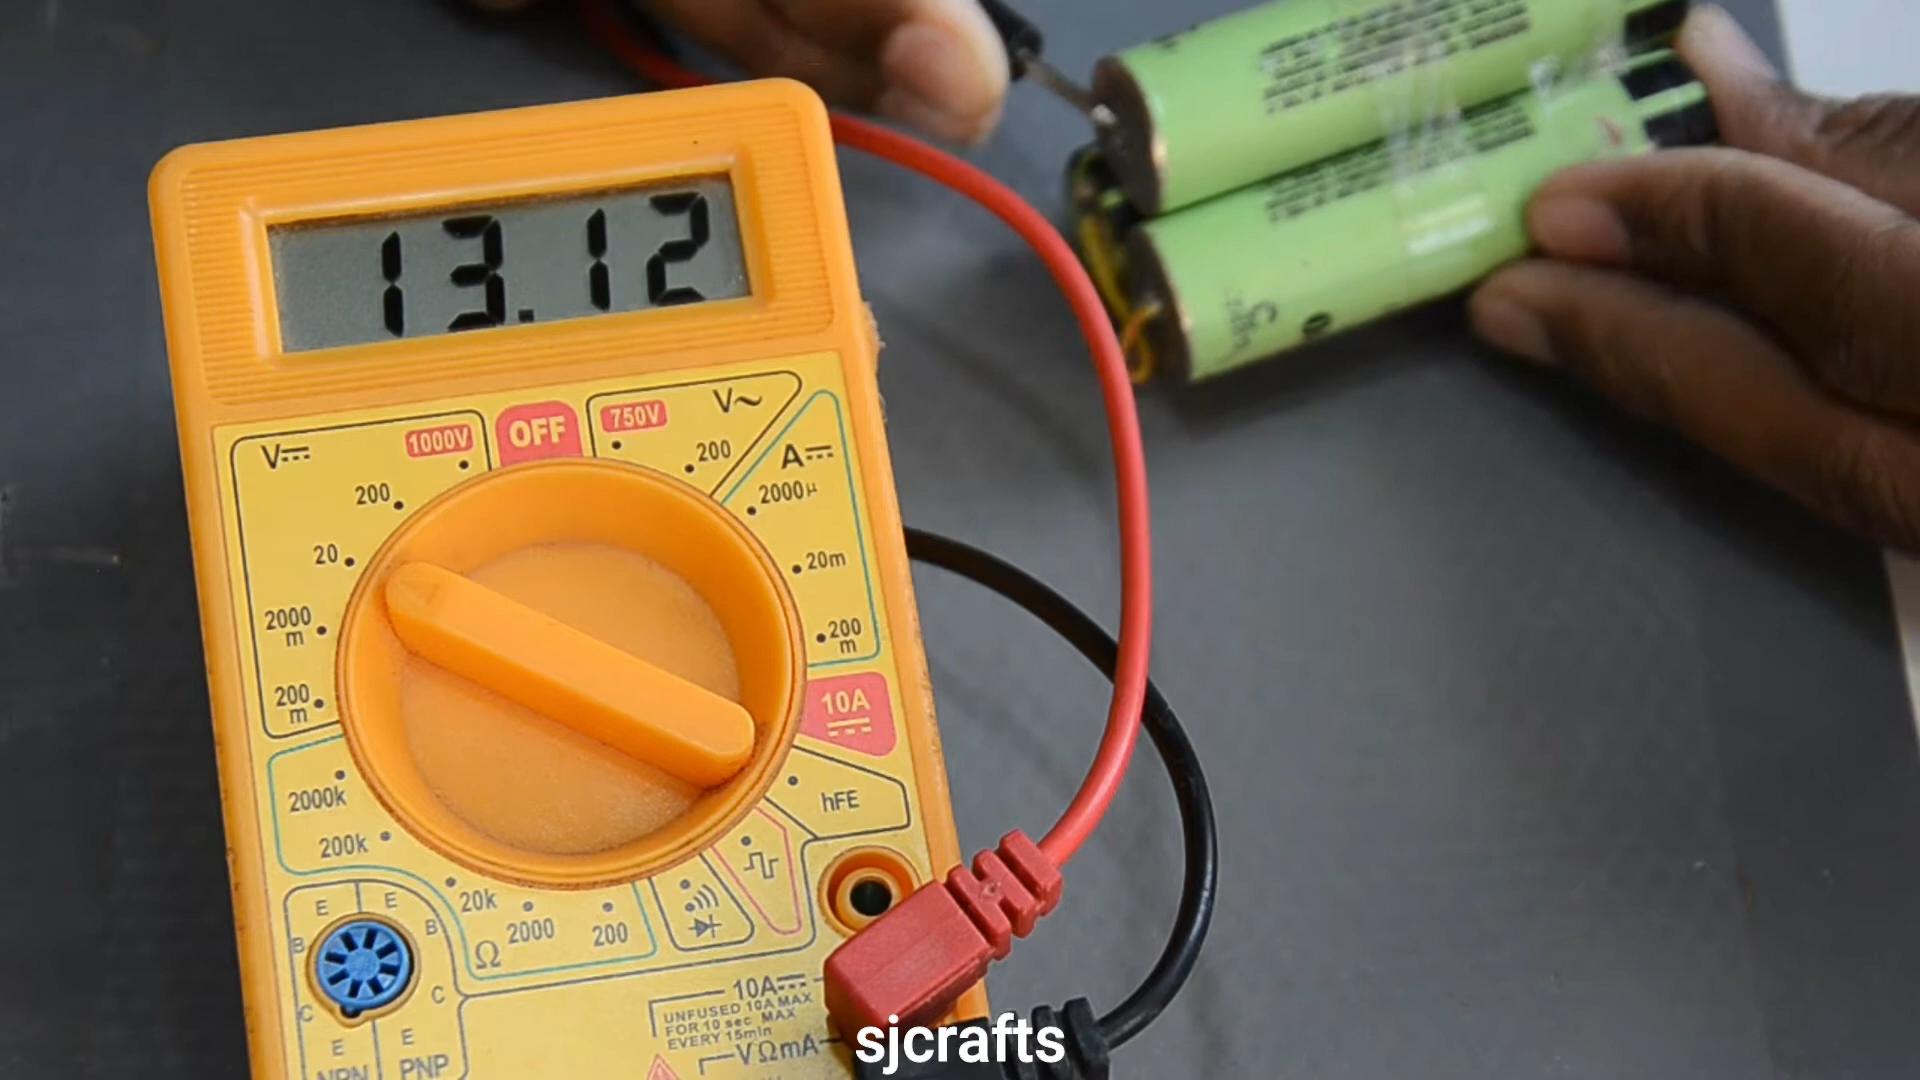 13.12
OFF
V⎓
1000V
750V
V~
200
200
A⎓
2000µ
20
20m
2000
m
200
m
200
m
10A
2000k
hFE
200k
20k
2000
200
Ω
E
E
B
B
C
C
E
E
NPN
PNP
10A⎓
UNFUSED 10A MAX
FOR 10 sec MAX
EVERY 15min
VΩmA
sjcrafts